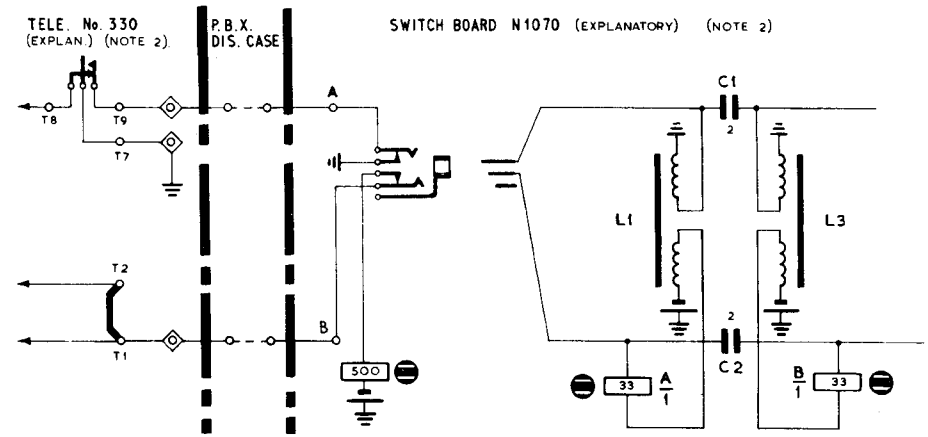 TELE. No. 330
(EXPLAN.) (NOTE 2).
P.B.X.
DIS. CASE
SWITCH BOARD N1070 (EXPLANATORY) (NOTE 2)
C1
2
A
T8
T9
T7
L1
L3
T2
T1
B
2
C2
500
33
A
1
B
1
33